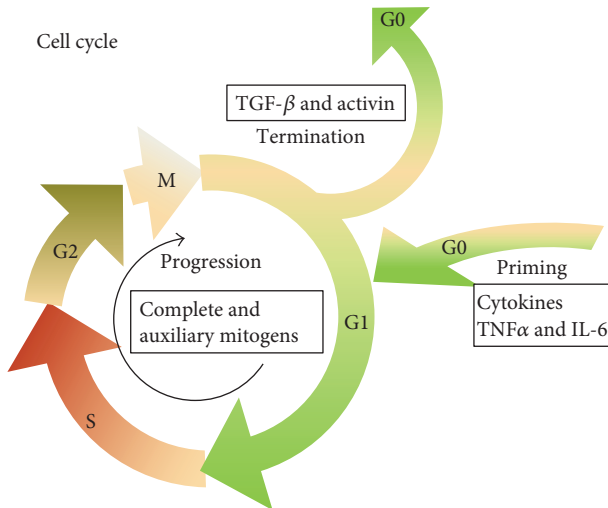 Cell cycle
G0
TGF-β and activin
Termination
M
G2
G0
Progression
Priming
Complete and
auxiliary mitogens
G1
Cytokines
TNFα and IL-6
S